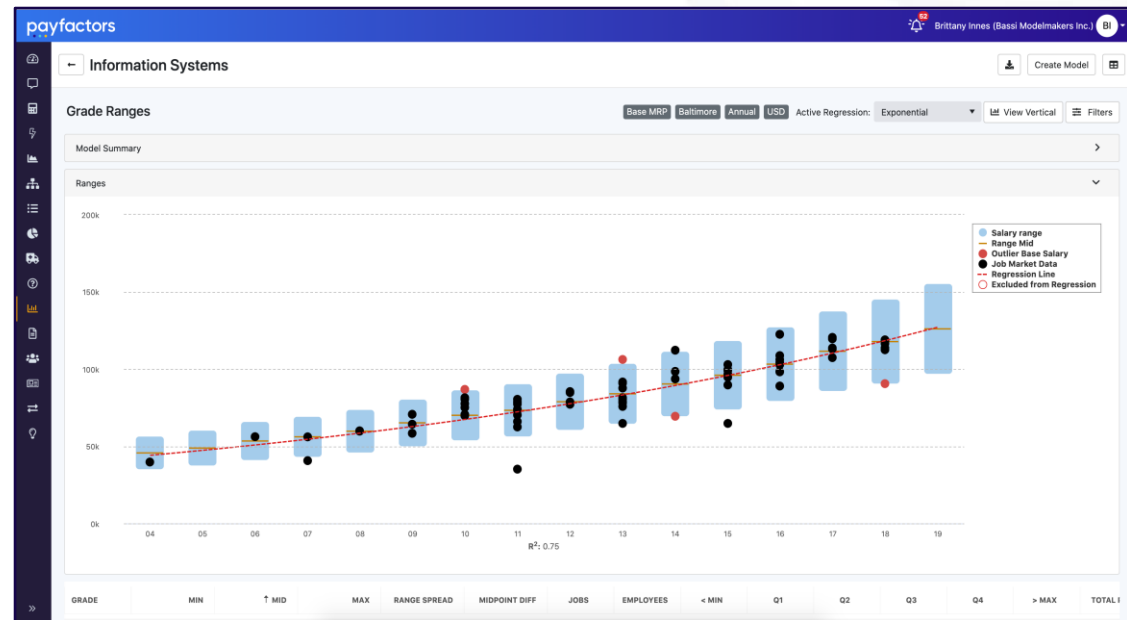 payfactors
52
Brittany Innes (Bassi Modelmakers Inc.) BI
← Information Systems
Create Model
Grade Ranges
Base MRP Baltimore Annual USD Active Regression: Exponential View Vertical Filters
Model Summary
Ranges
200k
150k
100k
50k
0k
Salary range
Range Mid
Outlier Base Salary
Job Market Data
Regression Line
Excluded from Regression
04 05 06 07 08 09 10 11 12 13 14 15 16 17 18 19
R²: 0.75
GRADE MIN ↑ MID MAX RANGE SPREAD MIDPOINT DIFF JOBS EMPLOYEES < MIN Q1 Q2 Q3 Q4 > MAX TOTAL